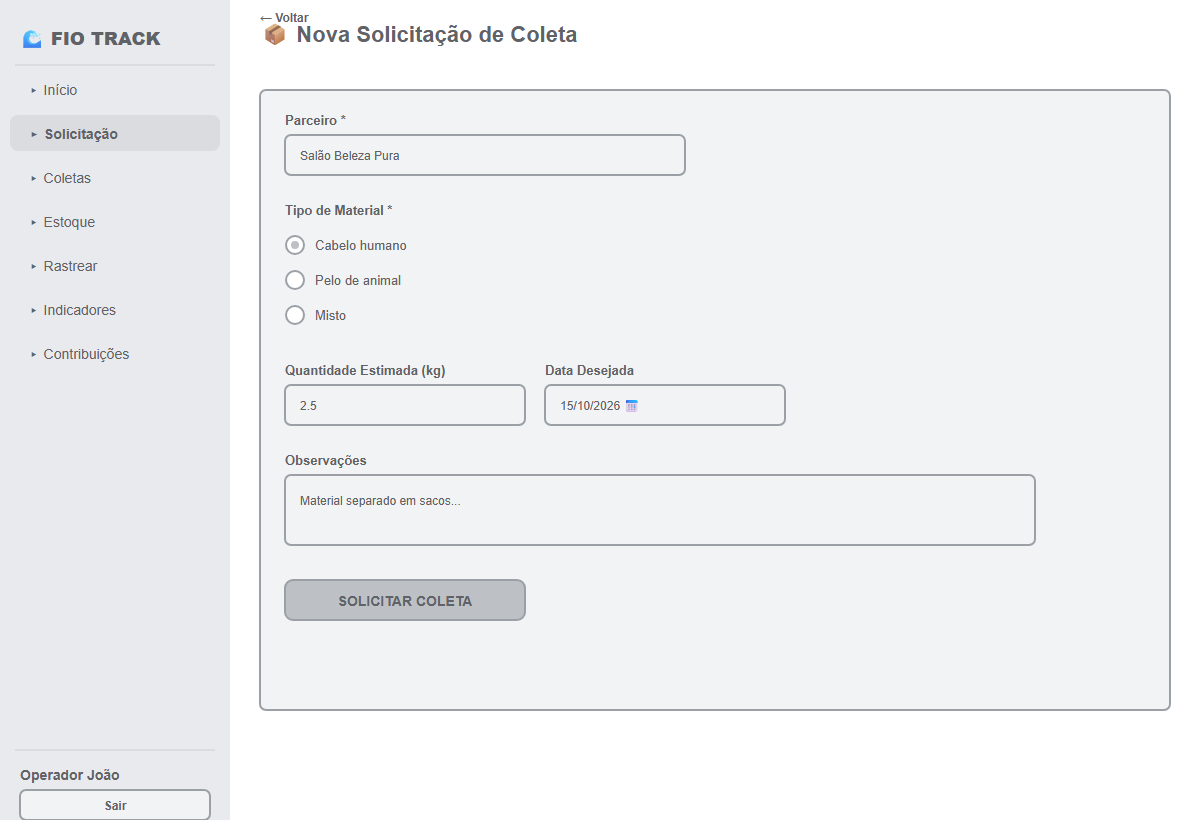 FIO TRACK
Início
Solicitação
Coletas
Estoque
Rastrear
Indicadores
Contribuições
Operador João
Sair
← Voltar
Nova Solicitação de Coleta
Parceiro *
Salão Beleza Pura
Tipo de Material *
Cabelo humano
Pelo de animal
Misto
Quantidade Estimada (kg)
2.5
Data Desejada
15/10/2026
Observações
Material separado em sacos...
SOLICITAR COLETA